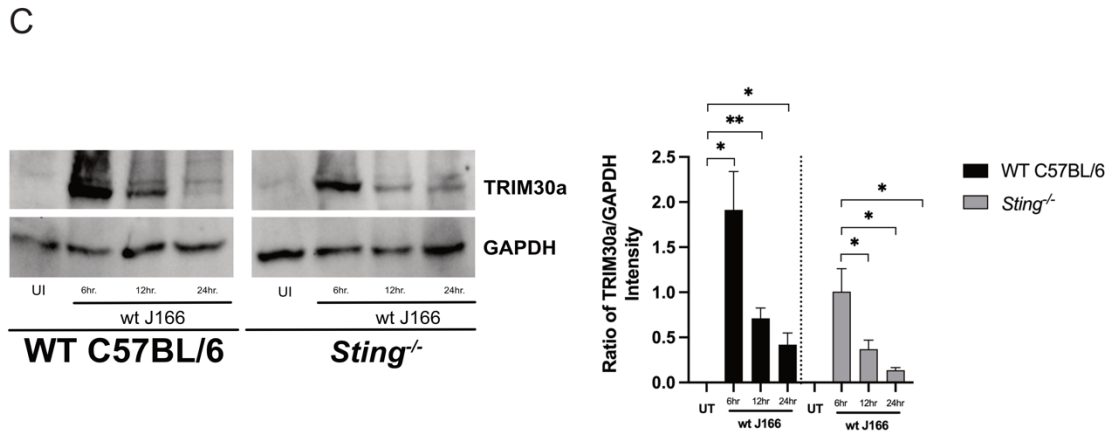 C
TRIM30a
GAPDH
UI 6hr. 12hr. 24hr.
wt J166
WT C57BL/6
UI 6hr. 12hr. 24hr.
wt J166
Sting-/-
Ratio of TRIM30a/GAPDH
Intensity
2.5
2.0
1.5
1.0
0.5
0.0
*
**
*
*
*
*
UT 6hr 12hr 24hr
wt J166
UT 6hr 12hr 24hr
wt J166
WT C57BL/6
Sting-/-